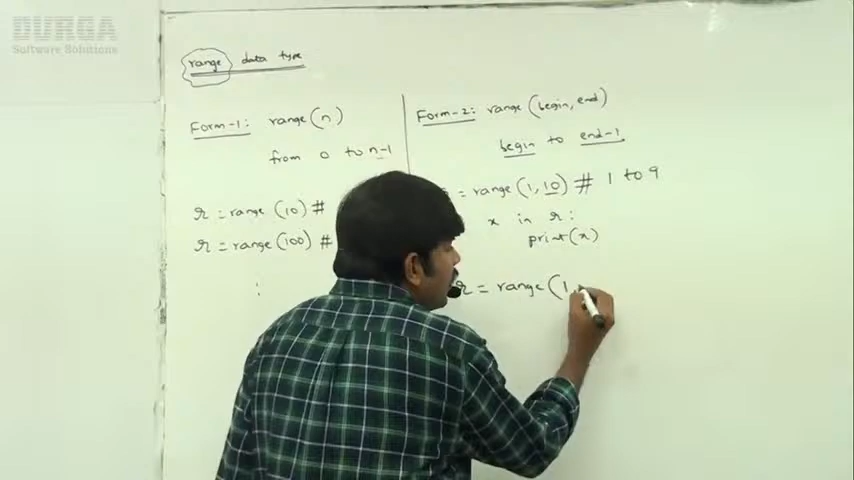 DURGA
Software Solutions
range data type
Form-1: range(n)
from 0 to n-1
r = range (10) #
r = range (100) #
:
Form-2: range (begin, end)
begin to end-1
= range (1, 10) # 1 to 9
x in r:
print(x)
r = range (1,